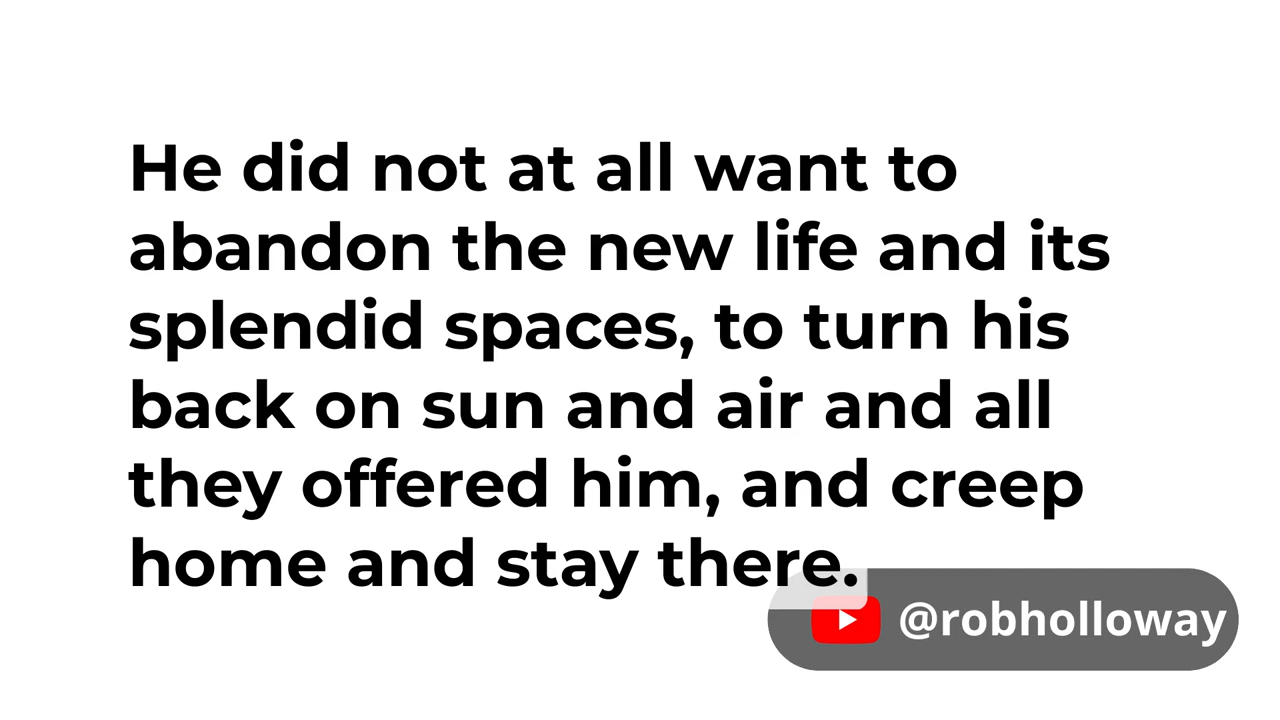 He did not at all want to
abandon the new life and its
splendid spaces, to turn his
back on sun and air and all
they offered him, and creep
home and stay there.
@robholloway